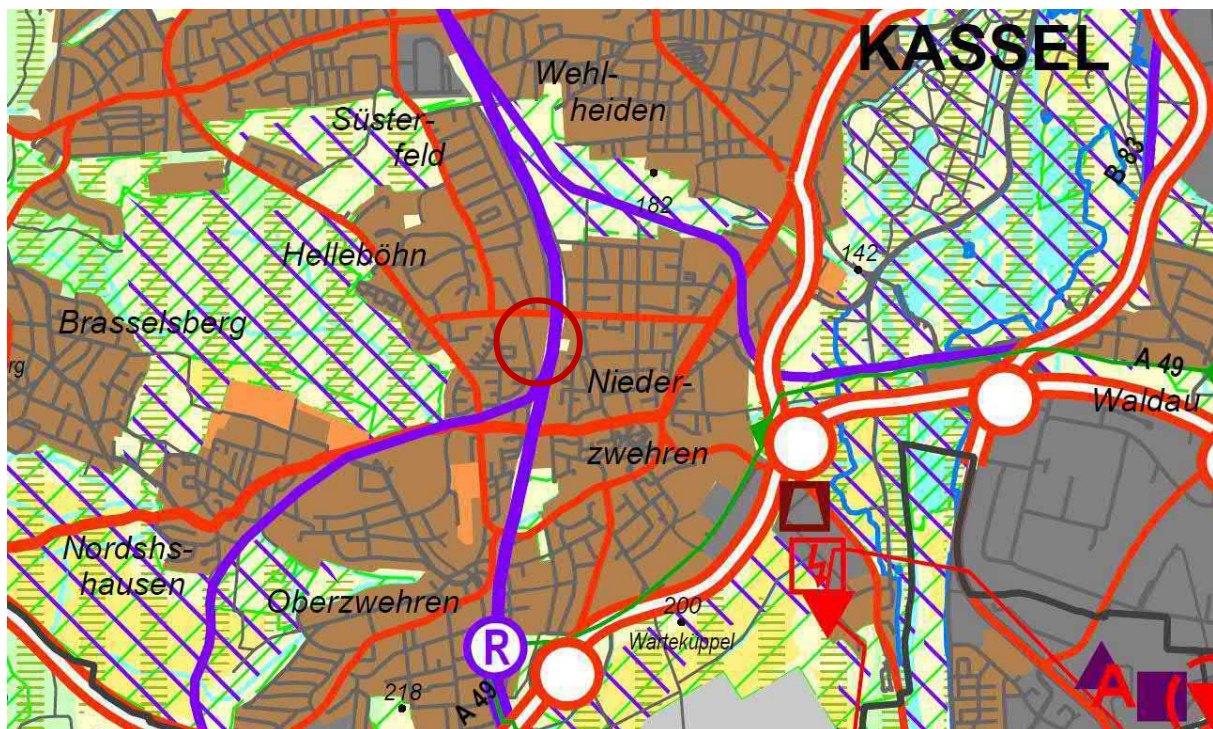 KASSEL
Wehl-
heiden
Süster-
feld
B 83
182
142
Helleböhn
Brasselsberg
rg
A 49
Waldau
Nieder-
zwehren
Nordshs-
hausen
Oberzwehren
200
Warteküppel
R
218
A 49
A